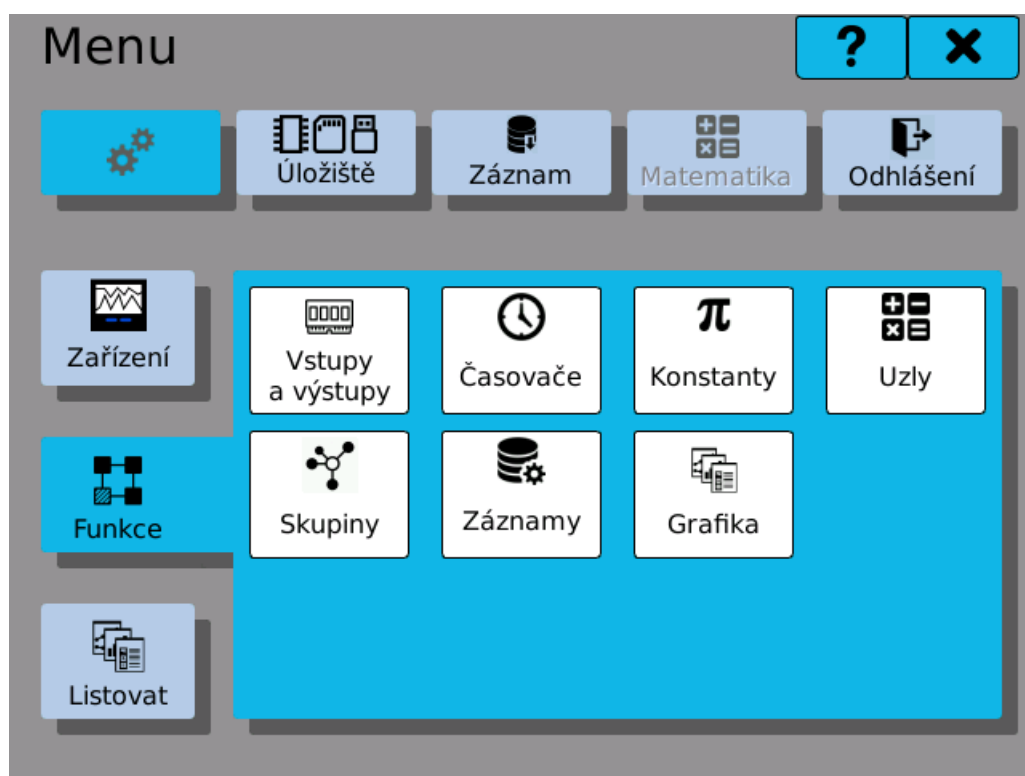 Menu
?
Úložiště
Záznam
Matematika
Odhlášení
Zařízení
Vstupy
a výstupy
Časovače
π
Konstanty
Uzly
Funkce
Skupiny
Záznamy
Grafika
Listovat